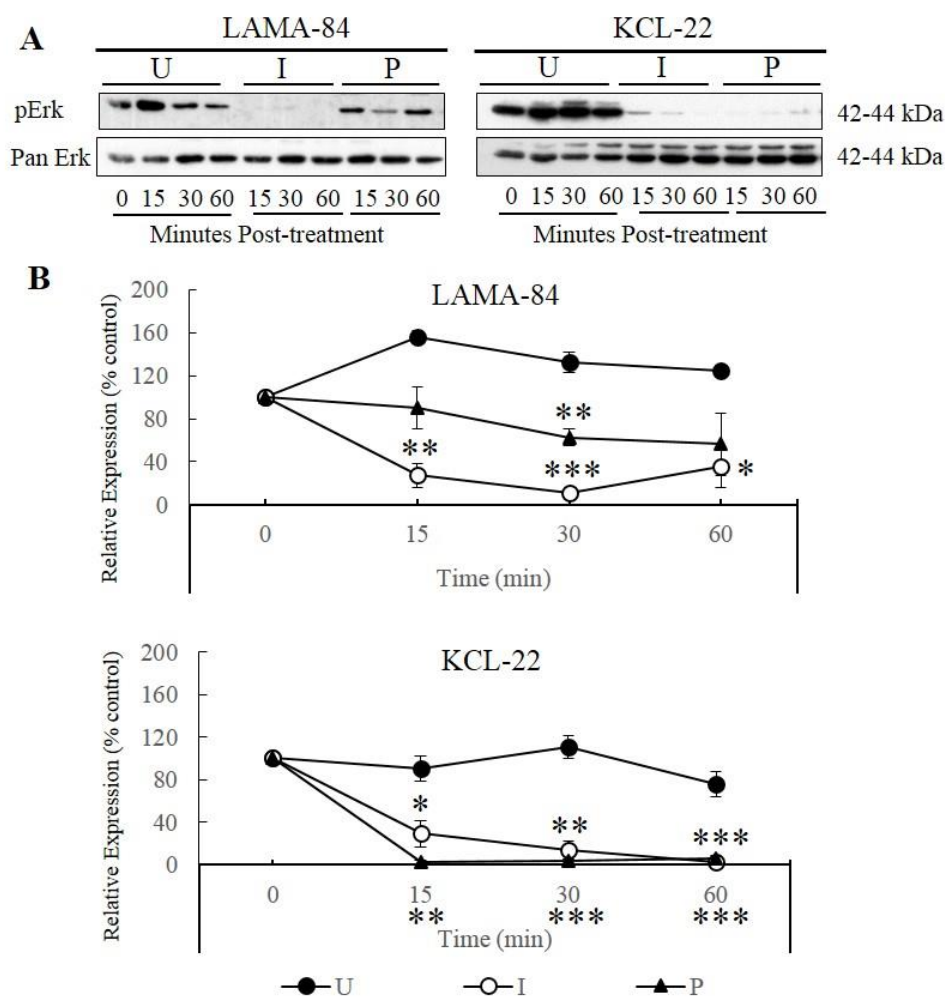 A
LAMA-84
KCL-22
U I P
U I P
pErk
42-44 kDa
Pan Erk
42-44 kDa
0 15 30 60 15 30 60 15 30 60
0 15 30 60 15 30 60 15 30 60
Minutes Post-treatment
Minutes Post-treatment
B
LAMA-84
Relative Expression (% control)
200
160
120
80
40
0
**
**
***
*
0 15 30 60
Time (min)
KCL-22
Relative Expression (% control)
200
160
120
80
40
0
*
**
***
0 15 30 60
** *** ***
Time (min)
U I P